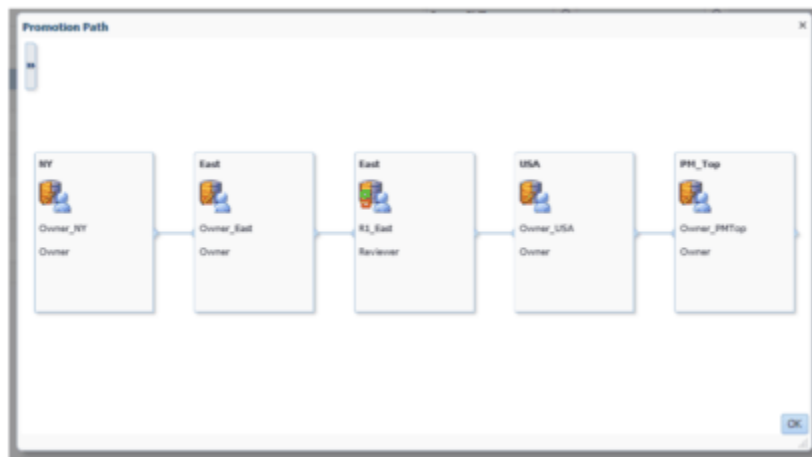 Promotion Path
NY
Owner_NY
Owner
East
Owner_East
Owner
East
R1_East
Reviewer
USA
Owner_USA
Owner
PM_Top
Owner_PMTop
Owner
OK